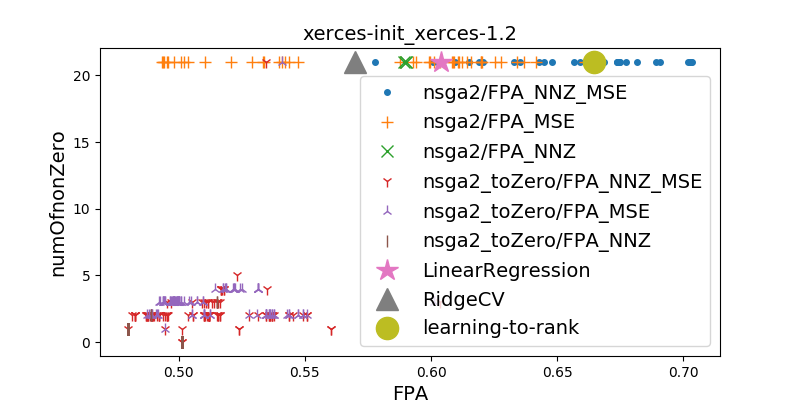 xerces-init_xerces-1.2
numOfnonZero
20
15
10
5
0
nsga2/FPA_NNZ_MSE
nsga2/FPA_MSE
nsga2/FPA_NNZ
nsga2_toZero/FPA_NNZ_MSE
nsga2_toZero/FPA_MSE
nsga2_toZero/FPA_NNZ
LinearRegression
RidgeCV
learning-to-rank
0.50 0.55 0.60 0.65 0.70
FPA